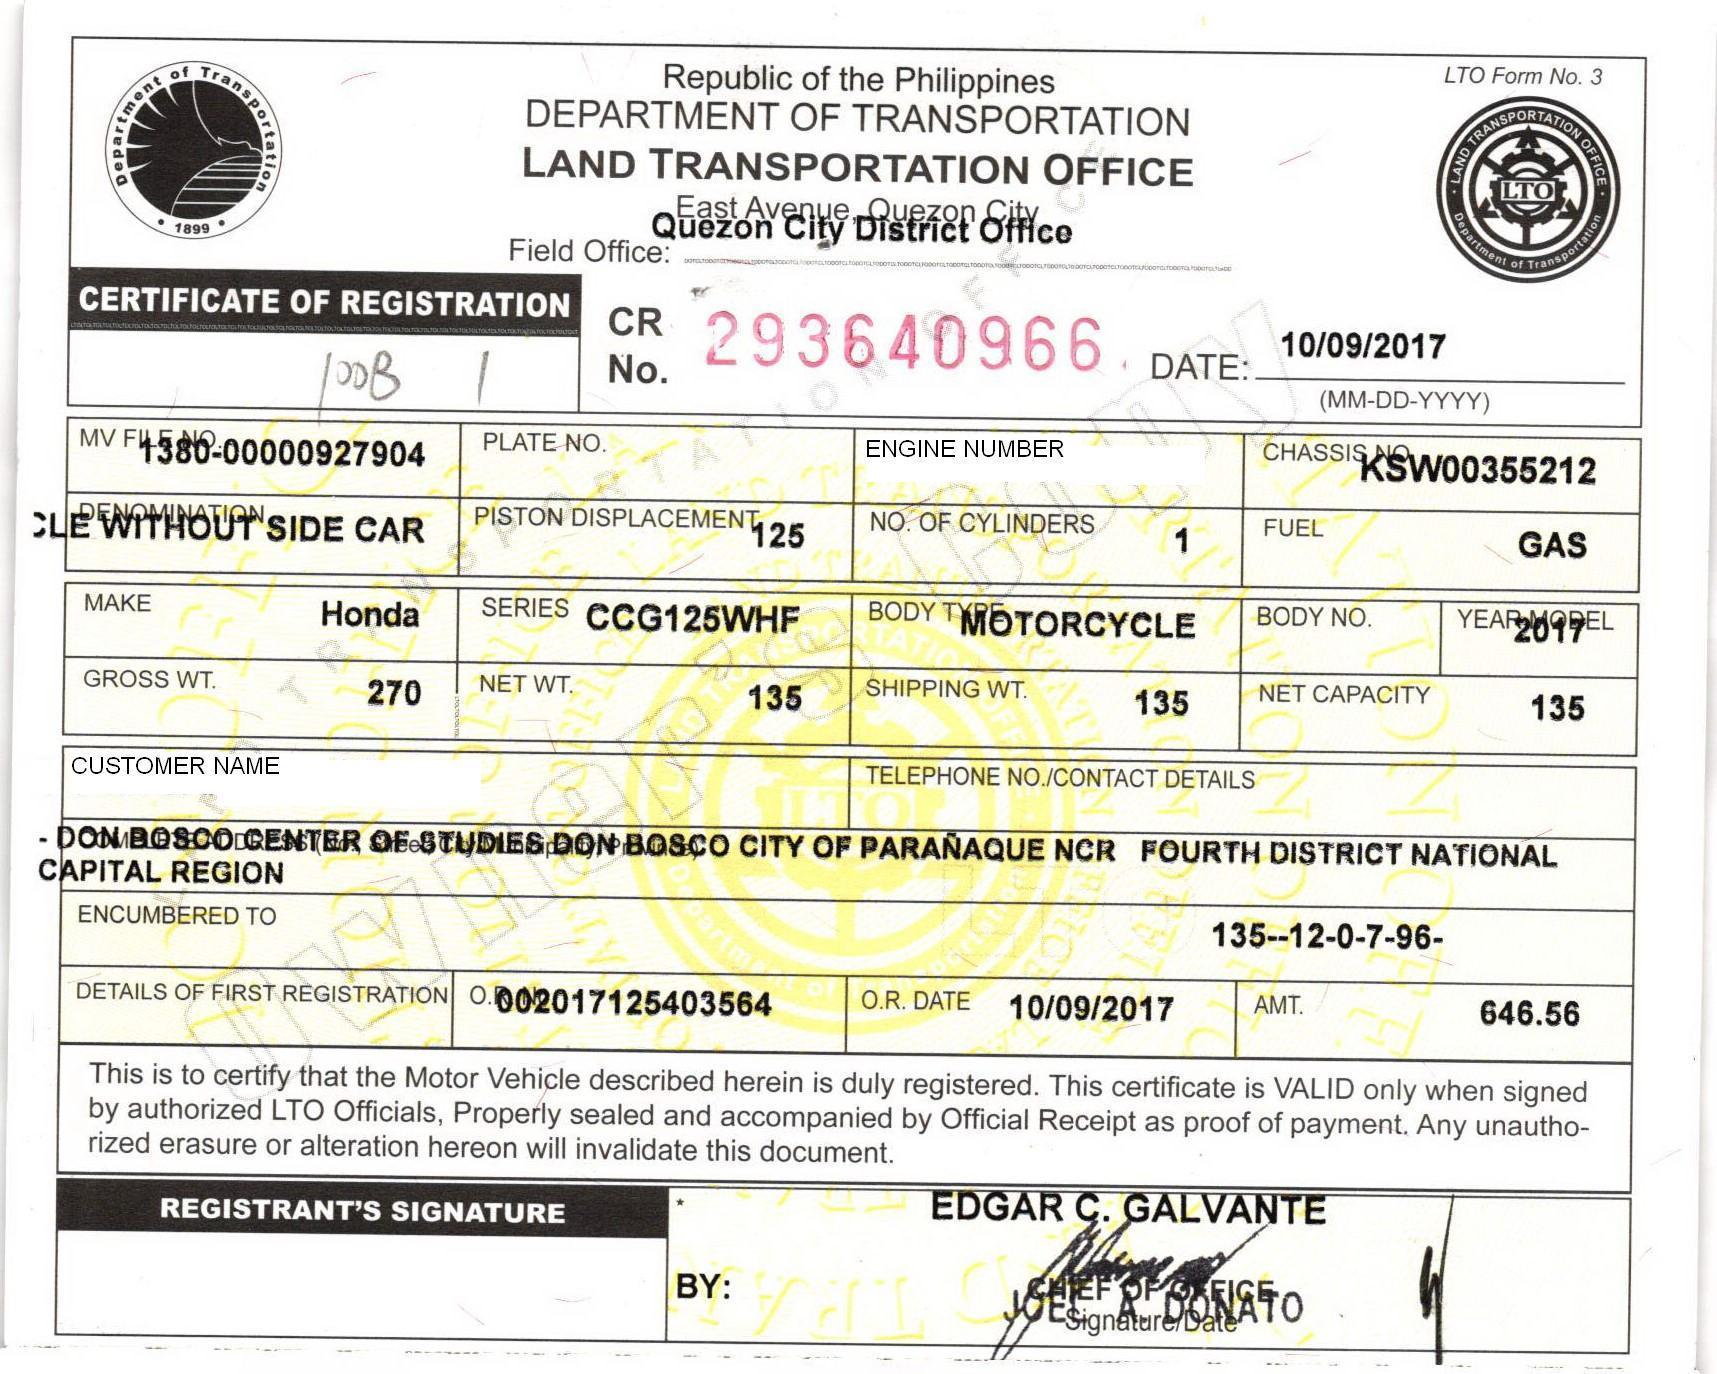 Republic of the Philippines
LTO Form No. 3
DEPARTMENT OF TRANSPORTATION
LAND TRANSPORTATION OFFICE
East Avenue, Quezon City
Quezon City District Office
Field Office:
Department of Transportation
1899
LAND TRANSPORTATION OFFICE
LTO
Department of Transportation
CERTIFICATE OF REGISTRATION
CR No. 293640966
DATE: 10/09/2017
(MM-DD-YYYY)
MV FILE NO. 1380-00000927904
PLATE NO.
ENGINE NUMBER
CHASSIS NO. KSW00355212
DENOMINATION CLE WITHOUT SIDE CAR
PISTON DISPLACEMENT 125
NO. OF CYLINDERS 1
FUEL GAS
MAKE Honda
SERIES CCG125WHF
BODY TYPE MOTORCYCLE
BODY NO.
YEAR MODEL 2017
GROSS WT. 270
NET WT. 135
SHIPPING WT. 135
NET CAPACITY 135
CUSTOMER NAME
TELEPHONE NO./CONTACT DETAILS
- DON BOSCO CENTER OF STUDIES DON BOSCO CITY OF PARAÑAQUE NCR FOURTH DISTRICT NATIONAL
CAPITAL REGION
ENCUMBERED TO
135--12-0-7-96-
DETAILS OF FIRST REGISTRATION
O.R. NO. 002017125403564
O.R. DATE 10/09/2017
AMT. 646.56
This is to certify that the Motor Vehicle described herein is duly registered. This certificate is VALID only when signed
by authorized LTO Officials, Properly sealed and accompanied by Official Receipt as proof of payment. Any unautho-
rized erasure or alteration hereon will invalidate this document.
REGISTRANT'S SIGNATURE
*
EDGAR C. GALVANTE
BY:
CHIEF OF OFFICE
JOEL A. DONATO
Signature/Date
Owner's Copy